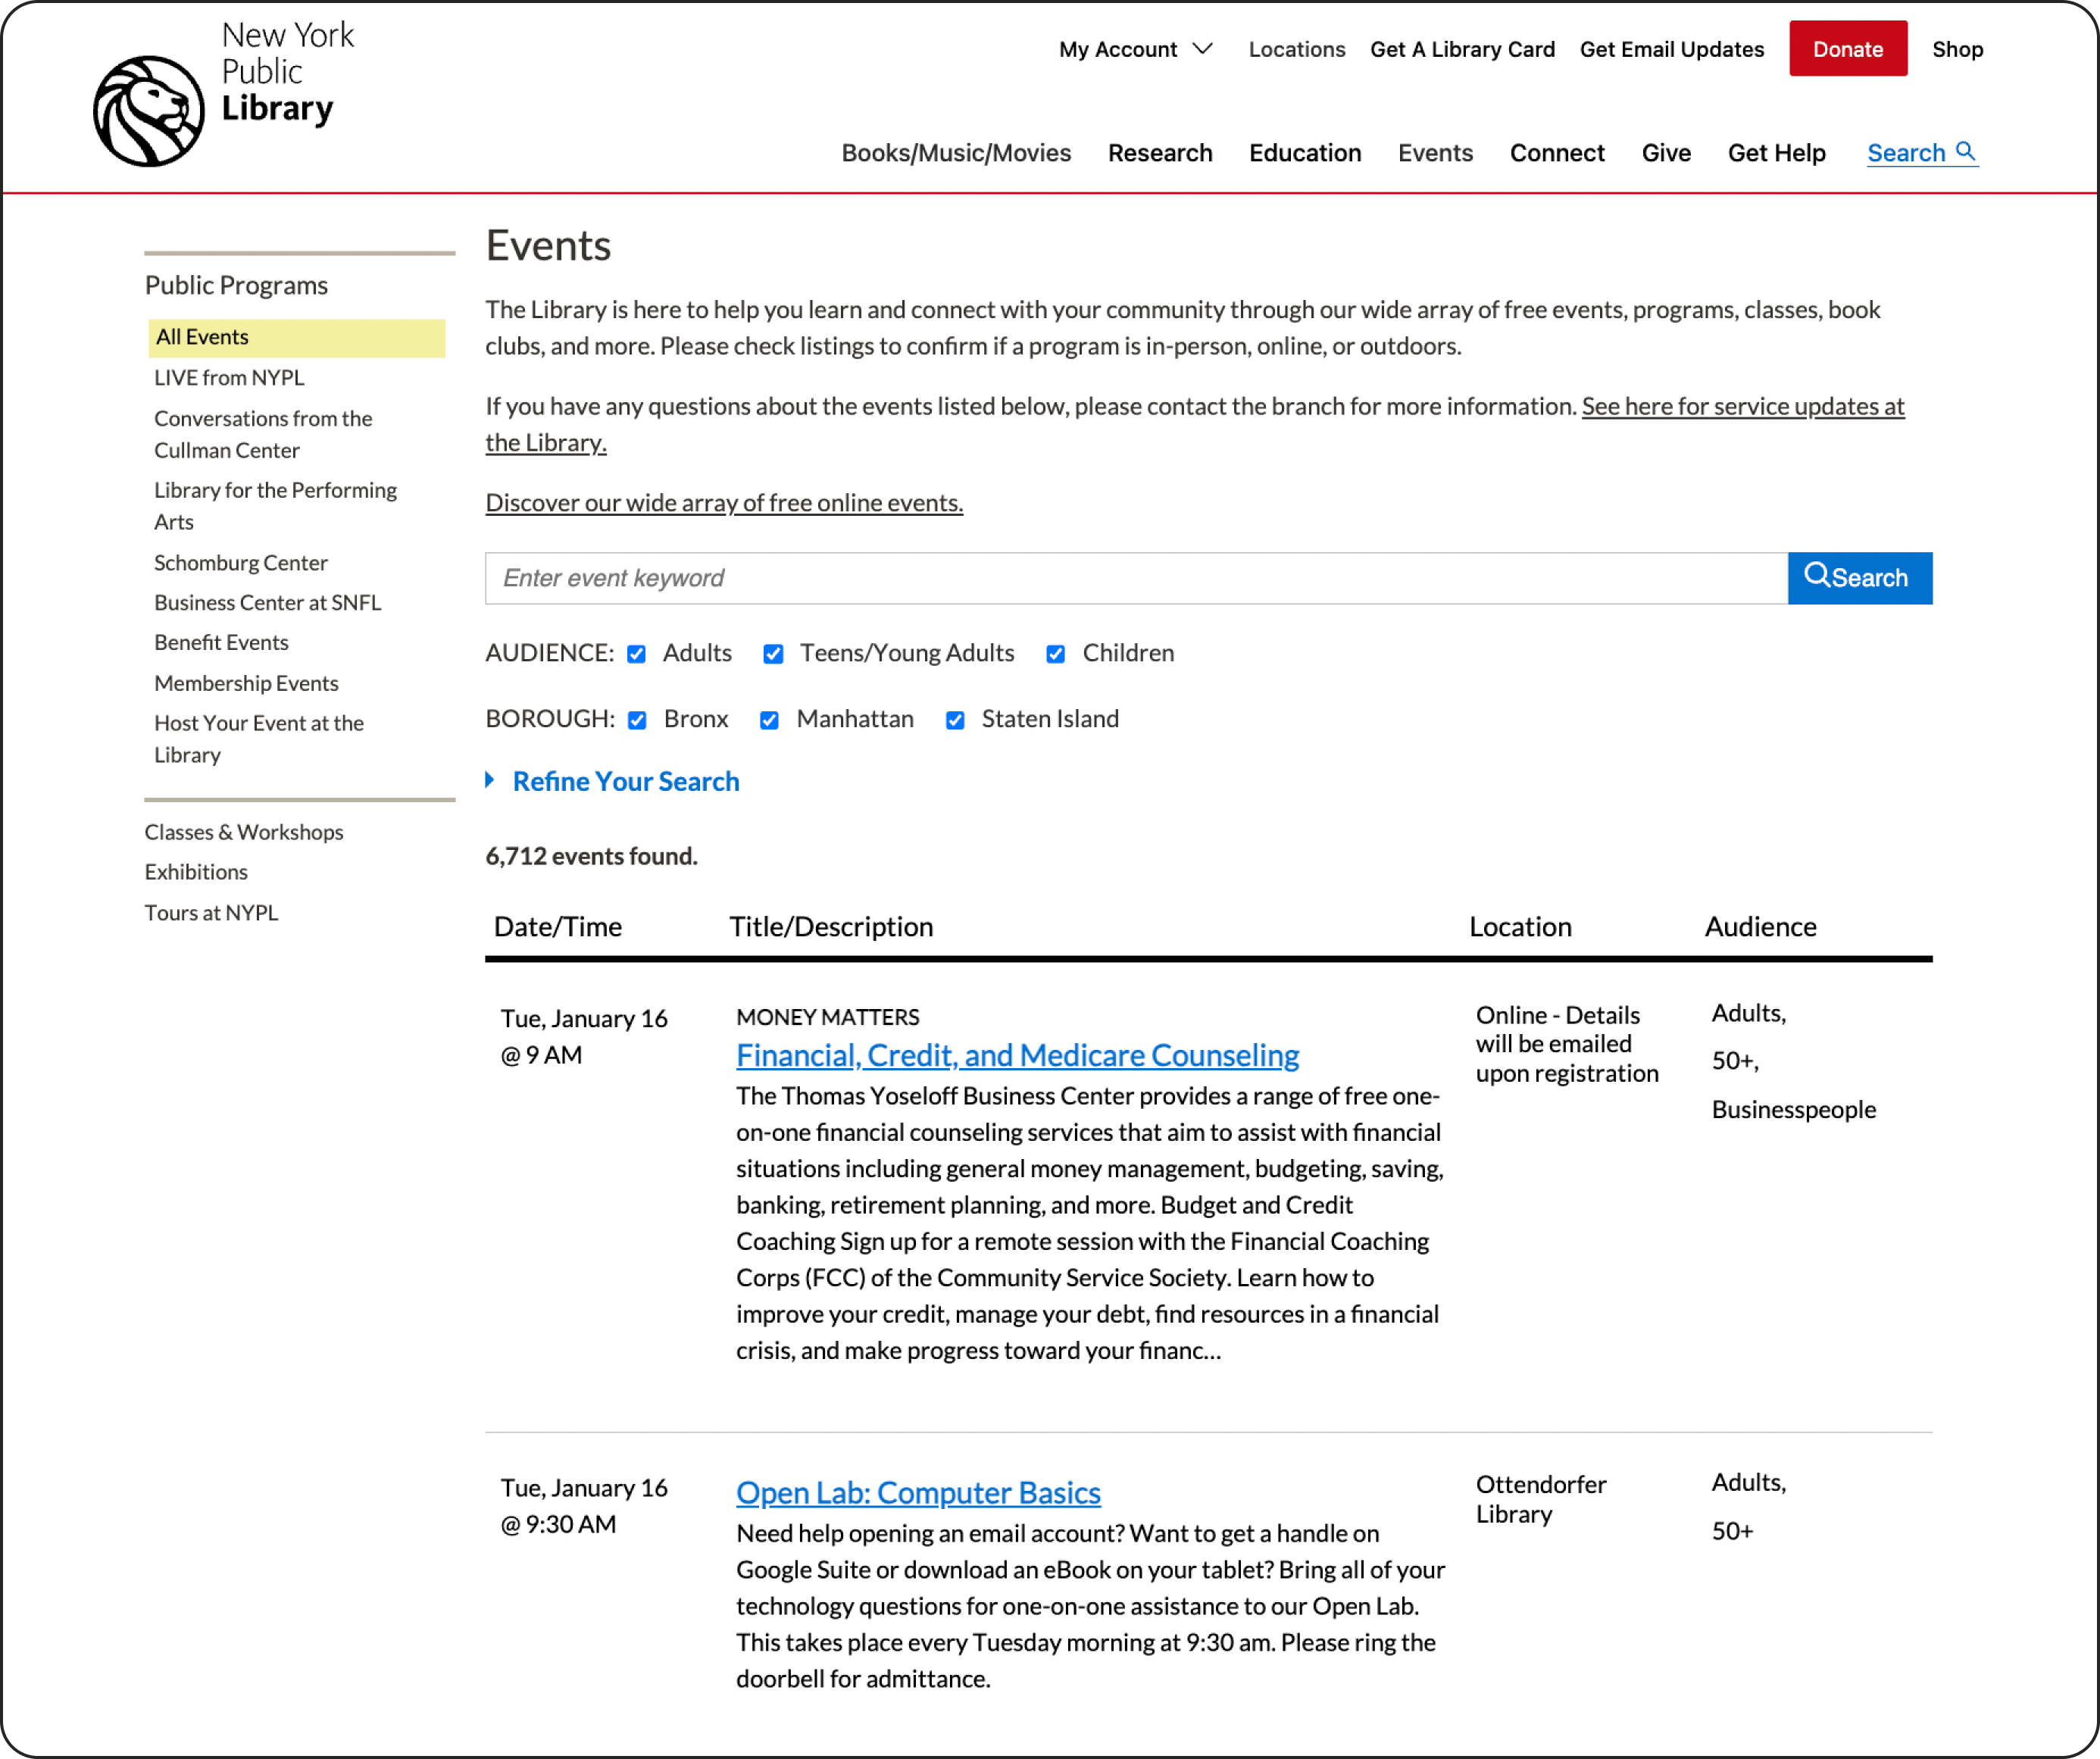 New York
Public
Library
My Account
Locations
Get A Library Card
Get Email Updates
Donate
Shop
Books/Music/Movies
Research
Education
Events
Connect
Give
Get Help
Search
Public Programs
All Events
LIVE from NYPL
Conversations from the
Cullman Center
Library for the Performing
Arts
Schomburg Center
Business Center at SNFL
Benefit Events
Membership Events
Host Your Event at the
Library
Classes & Workshops
Exhibitions
Tours at NYPL
Events
The Library is here to help you learn and connect with your community through our wide array of free events, programs, classes, book
clubs, and more. Please check listings to confirm if a program is in-person, online, or outdoors.
If you have any questions about the events listed below, please contact the branch for more information. See here for service updates at
the Library.
Discover our wide array of free online events.
Enter event keyword
Search
AUDIENCE: Adults Teens/Young Adults Children
BOROUGH: Bronx Manhattan Staten Island
Refine Your Search
6,712 events found.
Date/Time Title/Description Location Audience
Tue, January 16
@ 9 AM
MONEY MATTERS
Financial, Credit, and Medicare Counseling
The Thomas Yoseloff Business Center provides a range of free one-
on-one financial counseling services that aim to assist with financial
situations including general money management, budgeting, saving,
banking, retirement planning, and more. Budget and Credit
Coaching Sign up for a remote session with the Financial Coaching
Corps (FCC) of the Community Service Society. Learn how to
improve your credit, manage your debt, find resources in a financial
crisis, and make progress toward your financ...
Online - Details
will be emailed
upon registration
Adults,
50+,
Businesspeople
Tue, January 16
@ 9:30 AM
Open Lab: Computer Basics
Need help opening an email account? Want to get a handle on
Google Suite or download an eBook on your tablet? Bring all of your
technology questions for one-on-one assistance to our Open Lab.
This takes place every Tuesday morning at 9:30 am. Please ring the
doorbell for admittance.
Ottendorfer
Library
Adults,
50+